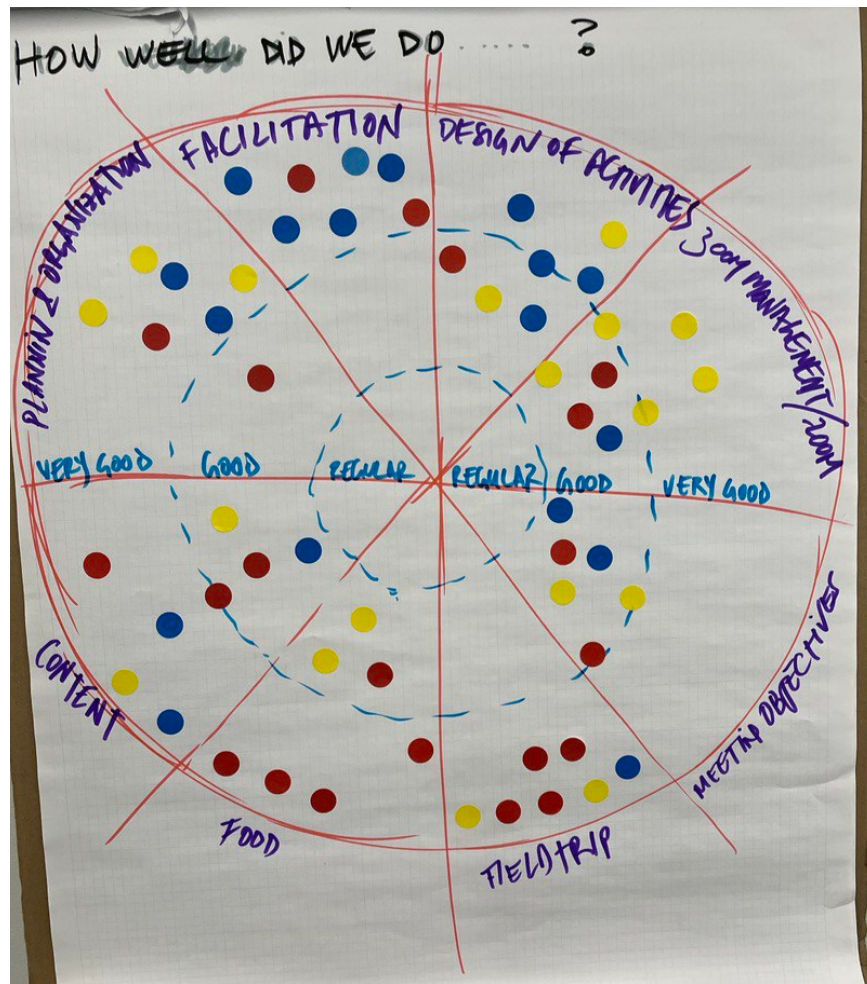 HOW WELL DID WE DO ..... ?
FACILITATION
DESIGN OF ACTIVITIES
PLANNIN & ORGANIZATION
ZOOM MANAGEMENT/
ZOOM
VERY GOOD
GOOD
REGULAR
REGULAR
GOOD
VERY GOOD
CONTENT
MEETING OBJECTIVES
FOOD
FIELDTRIP